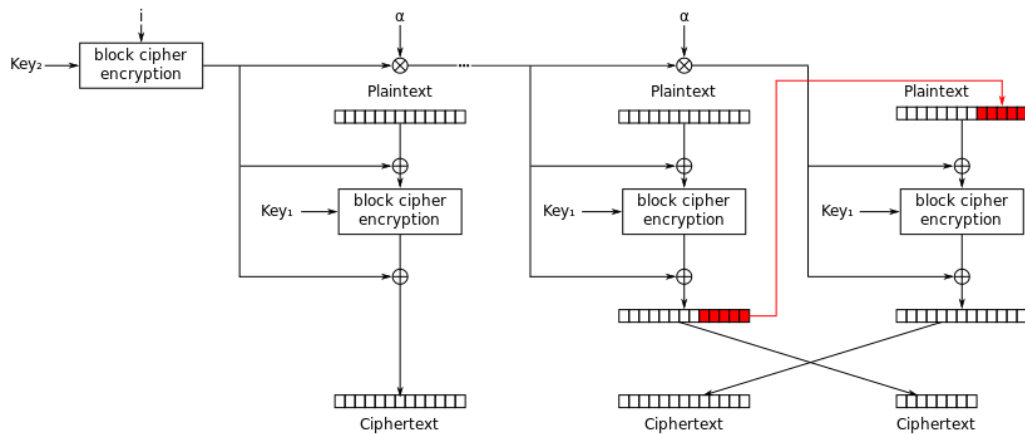 i
α
α
Key₂
block cipher
encryption
...
Plaintext
Plaintext
Plaintext
Key₁
block cipher
encryption
Key₁
block cipher
encryption
Key₁
block cipher
encryption
Ciphertext
Ciphertext
Ciphertext